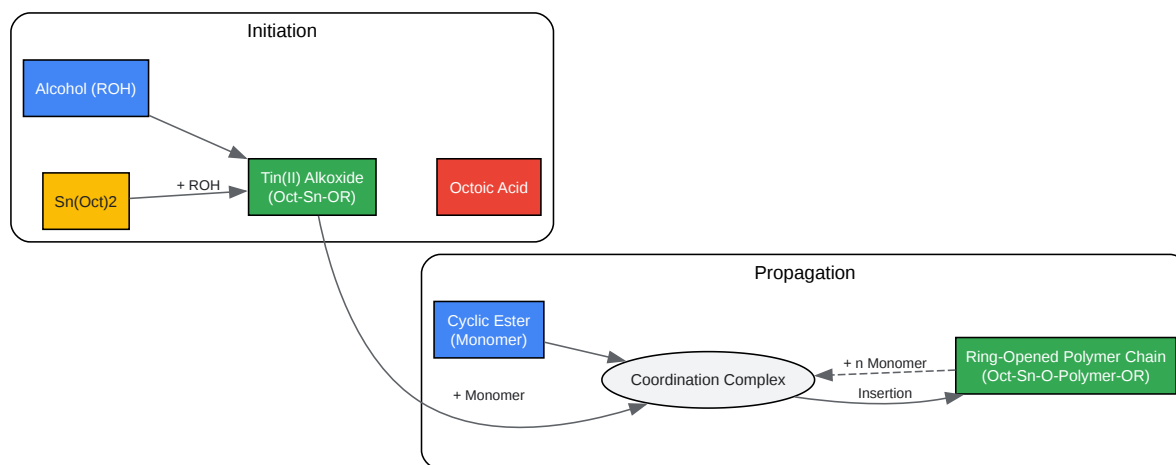 Initiation
Alcohol (ROH)
Sn(Oct)2
+ ROH
Tin(II) Alkoxide
(Oct-Sn-OR)
Octoic Acid
Propagation
Cyclic Ester
(Monomer)
+ Monomer
Coordination Complex
+ n Monomer
Insertion
Ring-Opened Polymer Chain
(Oct-Sn-O-Polymer-OR)